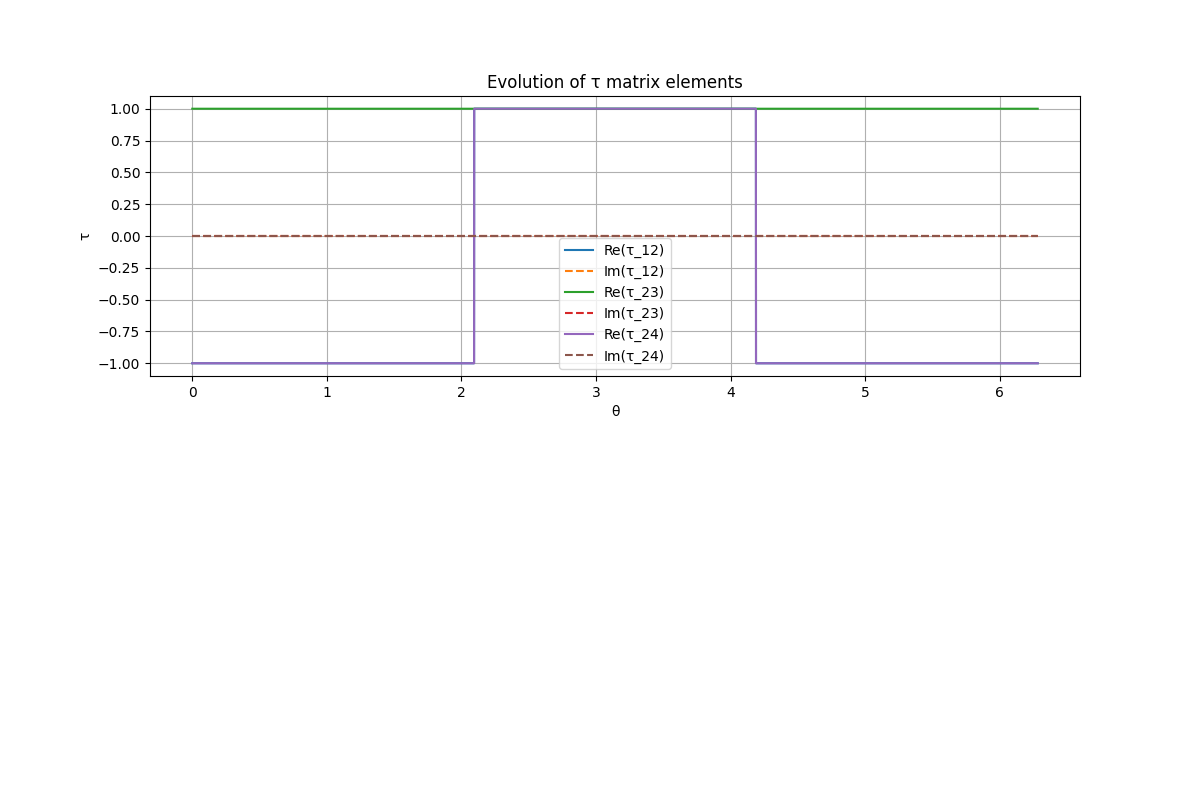 Evolution of τ matrix elements
1.00
0.75
0.50
0.25
0.00
−0.25
−0.50
−0.75
−1.00
τ
Re(τ_12)
Im(τ_12)
Re(τ_23)
Im(τ_23)
Re(τ_24)
Im(τ_24)
0 1 2 3 4 5 6
θ